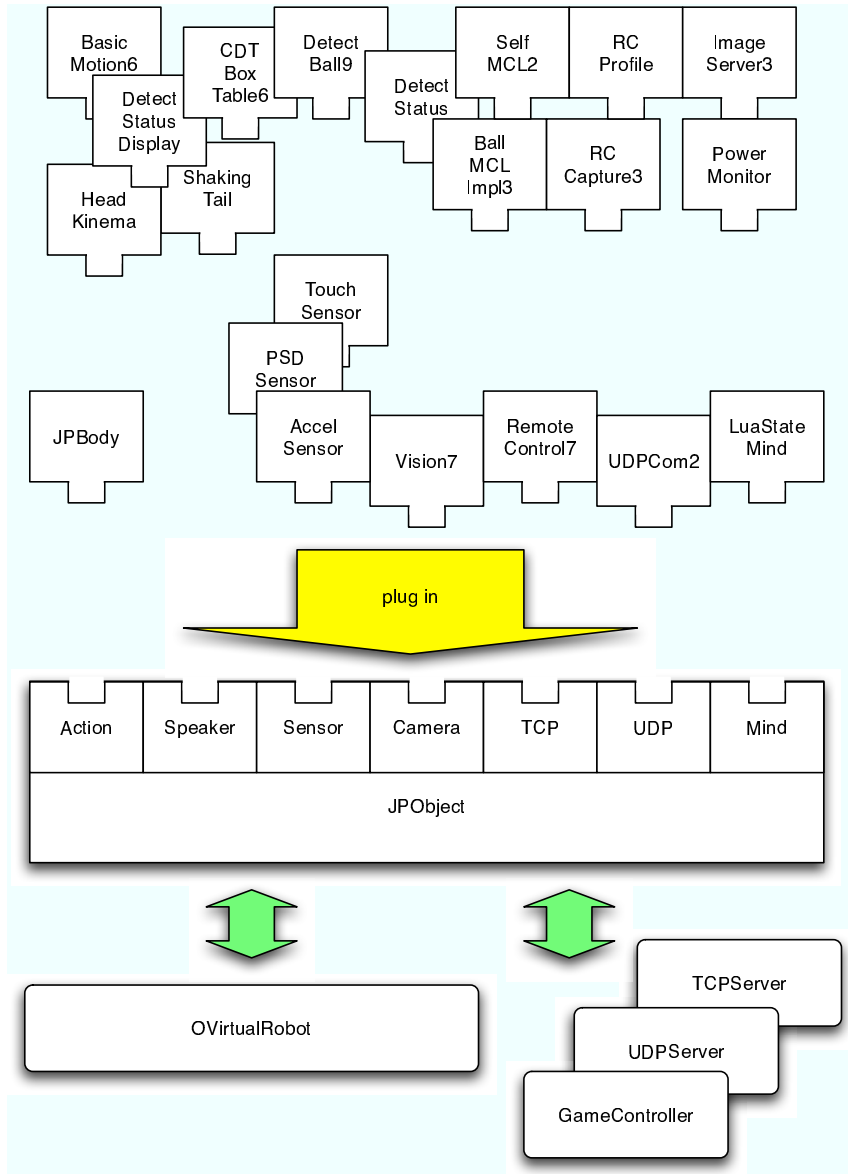 Basic
Motion6
Detect
Status
Display
CDT
Box
Table6
Detect
Ball9
Detect
Status
Self
MCL2
RC
Profile
Image
Server3
Head
Kinema
Shaking
Tail
Ball
MCL
Impl3
RC
Capture3
Power
Monitor
Touch
Sensor
PSD
Sensor
JPBody
Accel
Sensor
Vision7
Remote
Control7
UDPCom2
LuaState
Mind
plug in
Action
Speaker
Sensor
Camera
TCP
UDP
Mind
JPObject
OVirtualRobot
TCPServer
UDPServer
GameController